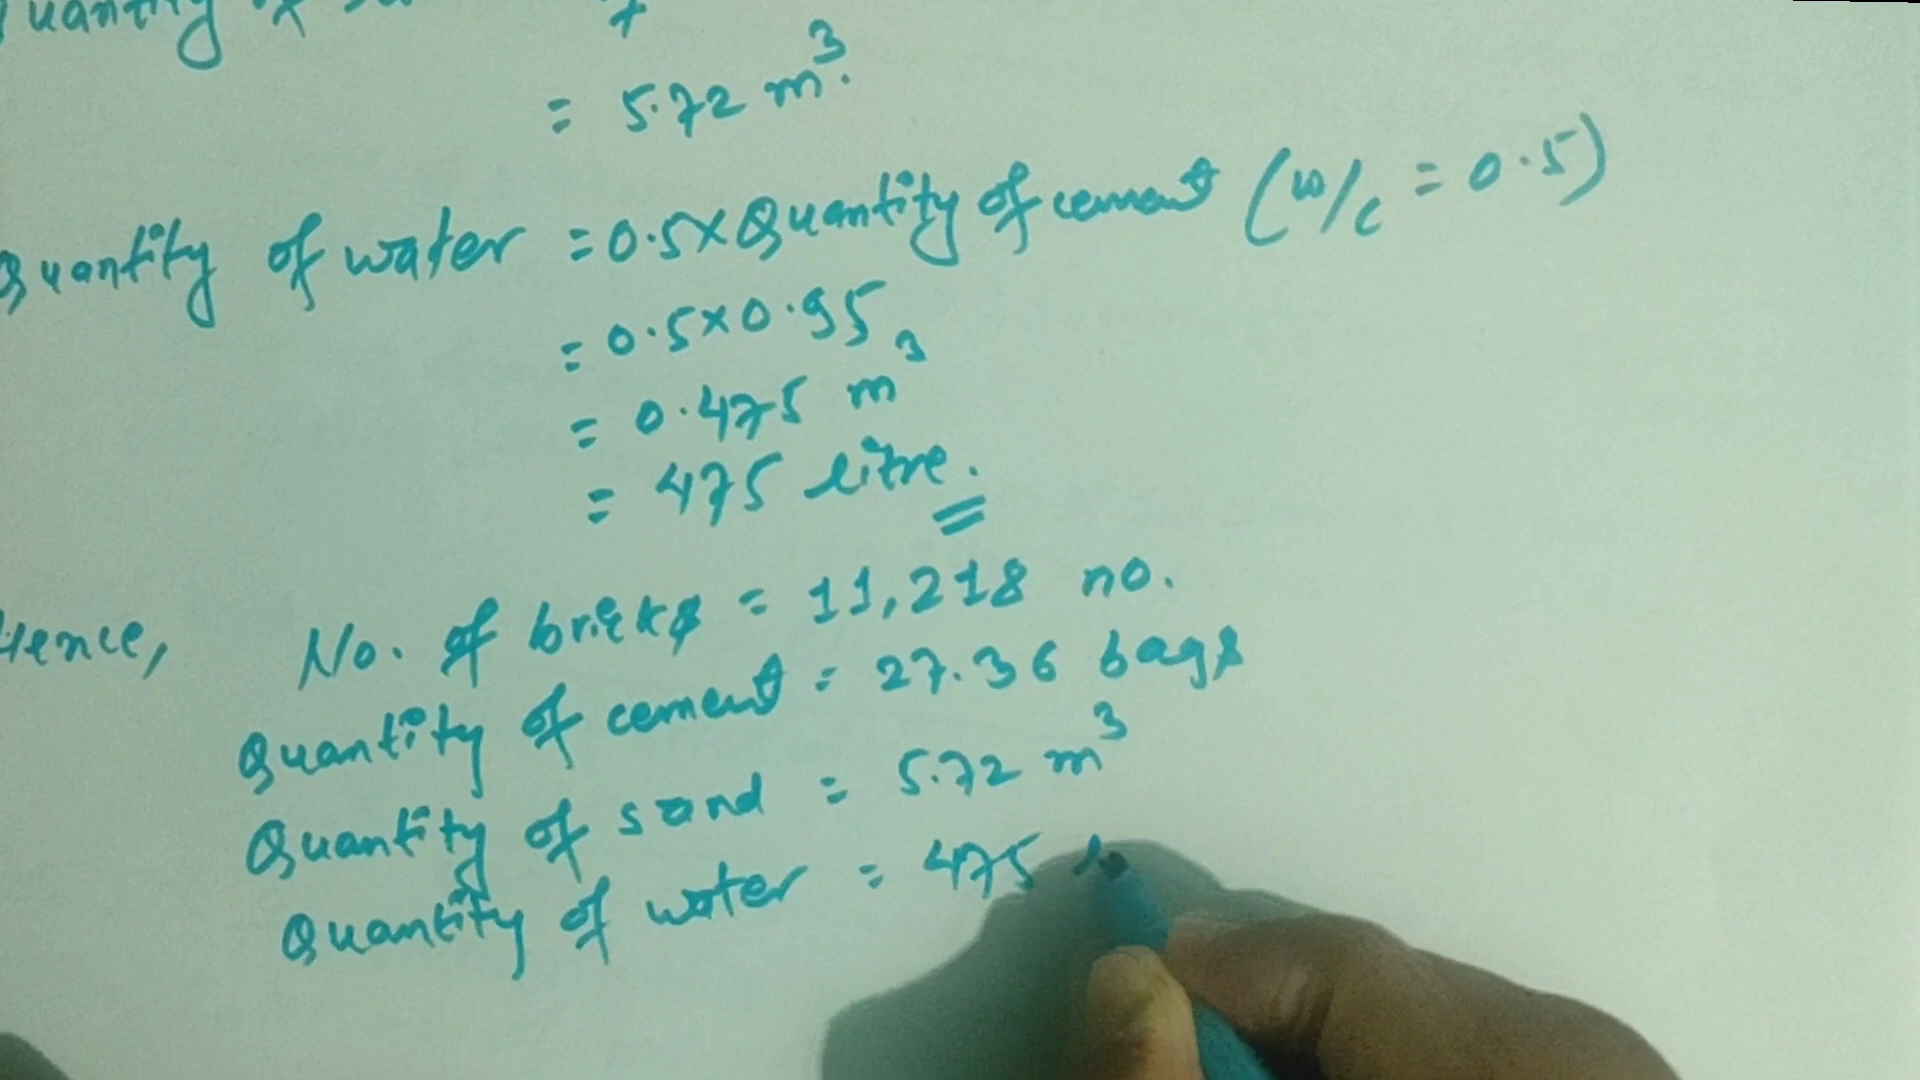 Quantity of
= 5.72 m³.
Quantity of water = 0.5 × Quantity of cement (w/c = 0.5)
= 0.5 × 0.95
= 0.475 m³
= 475 litre.
Hence, No. of bricks = 11,218 no.
Quantity of cement = 27.36 bags
Quantity of sand = 5.72 m³
Quantity of water = 475